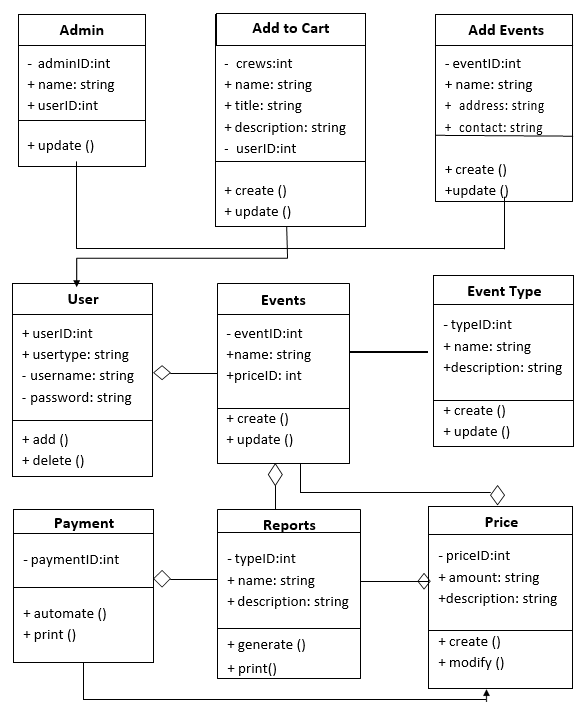 Admin
- adminID:int
+ name: string
+ userID:int
+ update ()
Add to Cart
- crews:int
+ name: string
+ title: string
+ description: string
- userID:int
+ create ()
+ update ()
Add Events
- eventID:int
+ name: string
+ address: string
+ contact: string
+ create ()
+update ()
User
+ userID:int
+ usertype: string
- username: string
- password: string
+ add ()
+ delete ()
Events
- eventID:int
+name: string
+priceID: int
+ create ()
+ update ()
Event Type
- typeID:int
+ name: string
+description: string
+ create ()
+ update ()
Payment
- paymentID:int
+ automate ()
+ print ()
Reports
- typeID:int
+ name: string
+ description: string
+ generate ()
+ print()
Price
- priceID:int
+ amount: string
+description: string
+ create ()
+ modify ()